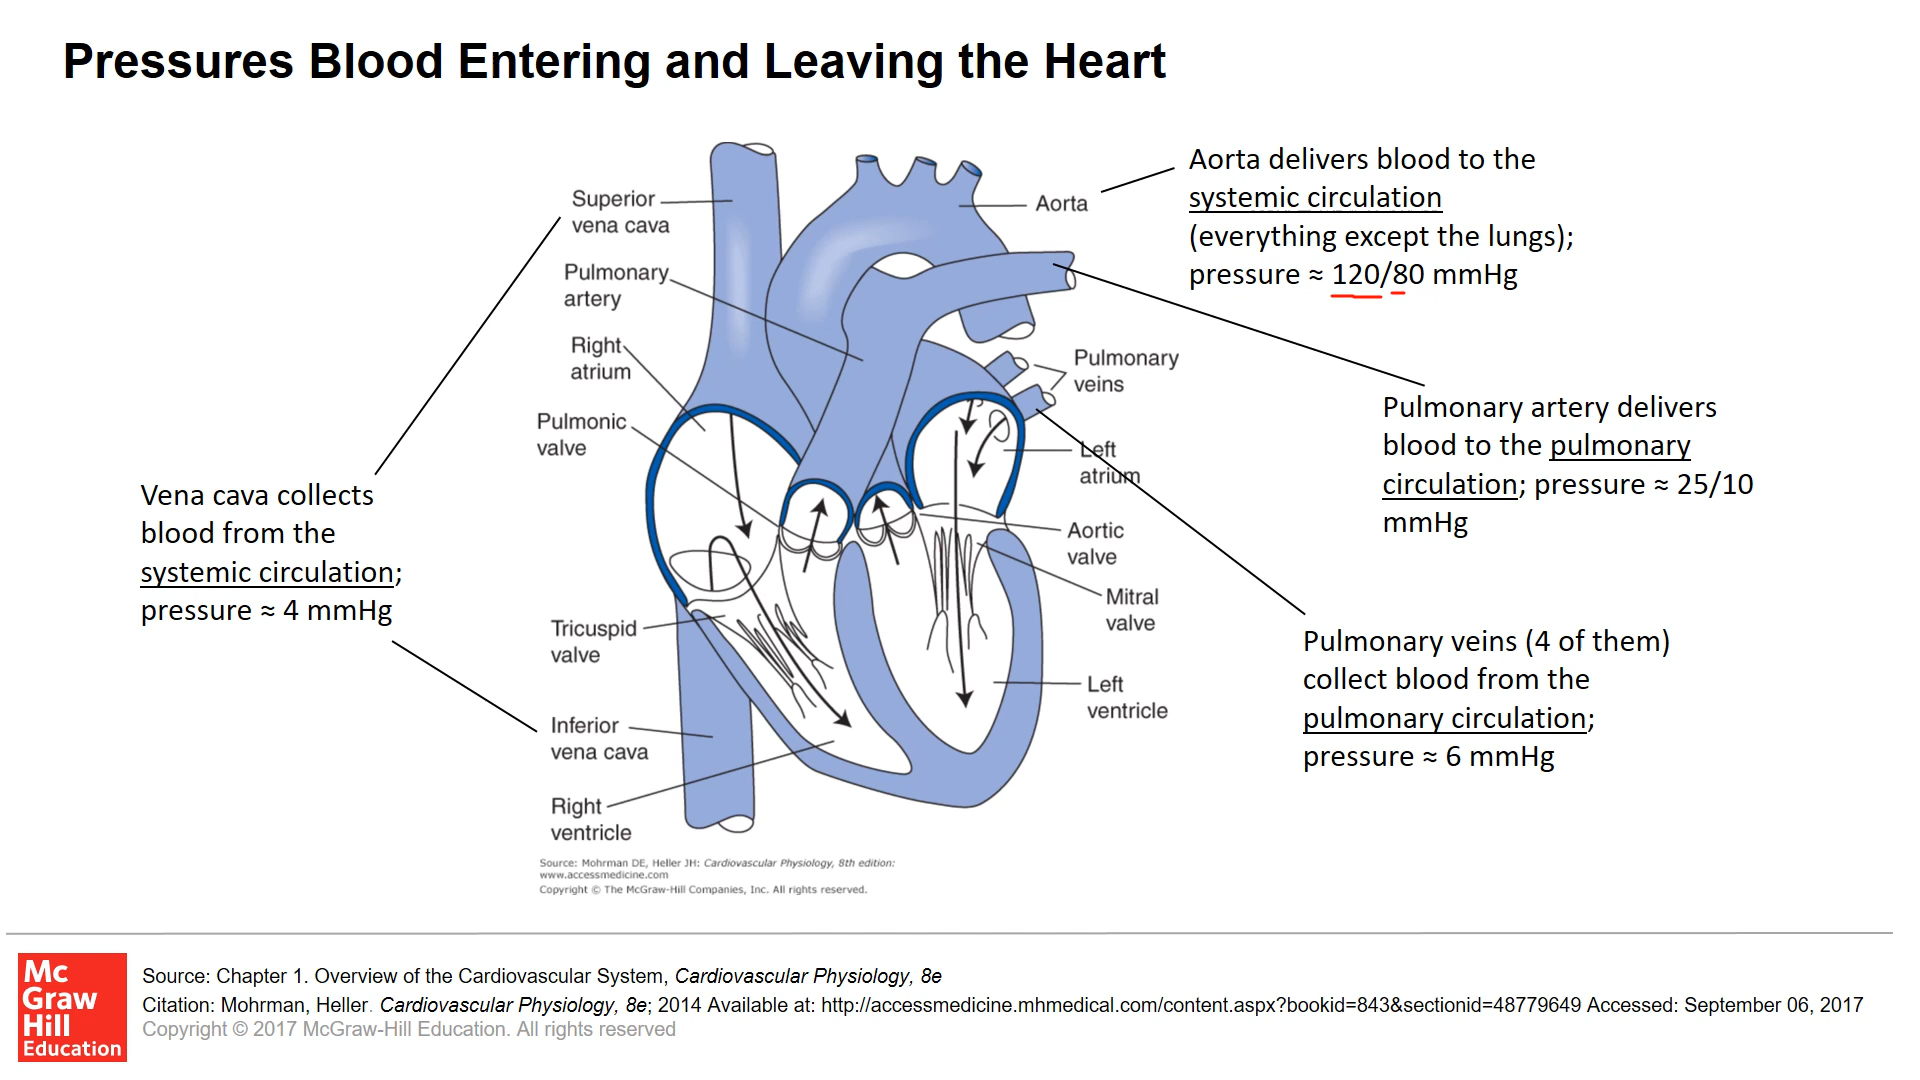 Pressures Blood Entering and Leaving the Heart
Superior
vena cava
Pulmonary
artery
Right
atrium
Pulmonic
valve
Tricuspid
valve
Inferior
vena cava
Right
ventricle
Aorta
Pulmonary
veins
Left
atrium
Aortic
valve
Mitral
valve
Left
ventricle
Vena cava collects
blood from the
systemic circulation;
pressure ≈ 4 mmHg
Aorta delivers blood to the
systemic circulation
(everything except the lungs);
pressure ≈ 120/80 mmHg
Pulmonary artery delivers
blood to the pulmonary
circulation; pressure ≈ 25/10
mmHg
Pulmonary veins (4 of them)
collect blood from the
pulmonary circulation;
pressure ≈ 6 mmHg
Source: Mohrman DE, Heller JH: Cardiovascular Physiology, 8th edition:
www.accessmedicine.com
Copyright © The McGraw-Hill Companies, Inc. All rights reserved.
Mc
Graw
Hill
Education
Source: Chapter 1. Overview of the Cardiovascular System, Cardiovascular Physiology, 8e
Citation: Mohrman, Heller. Cardiovascular Physiology, 8e; 2014 Available at: http://accessmedicine.mhmedical.com/content.aspx?bookid=843&sectionid=48779649 Accessed: September 06, 2017
Copyright © 2017 McGraw-Hill Education. All rights reserved